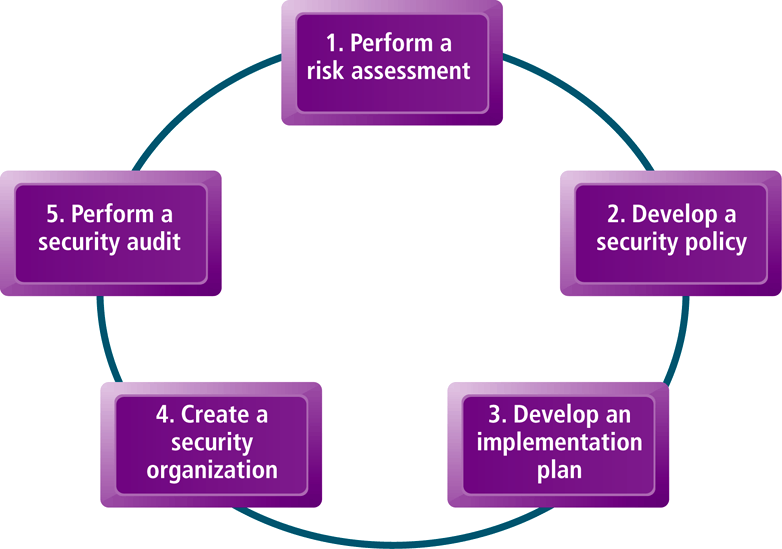 1. Perform a
risk assessment
2. Develop a
security policy
3. Develop an
implementation
plan
4. Create a
security
organization
5. Perform a
security audit